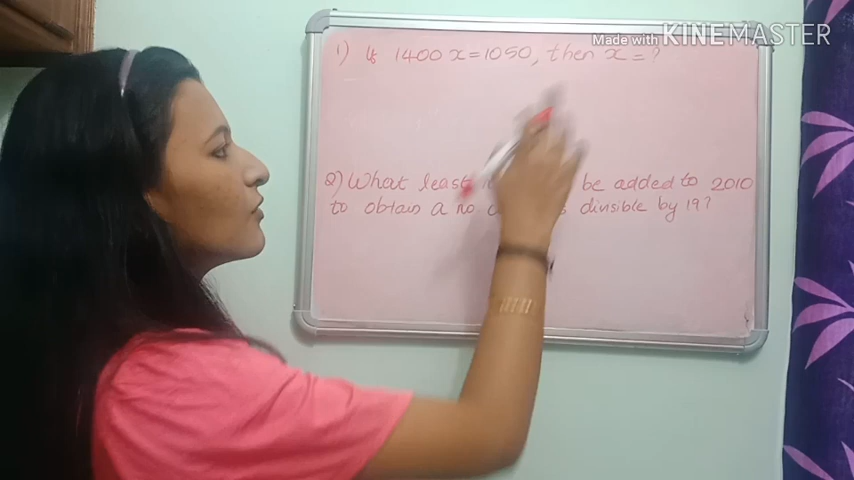 Made with KINEMASTER
1) If 1400 x = 1050, then x = ?
2) What least be added to 2010
to obtain a no divisible by 19?